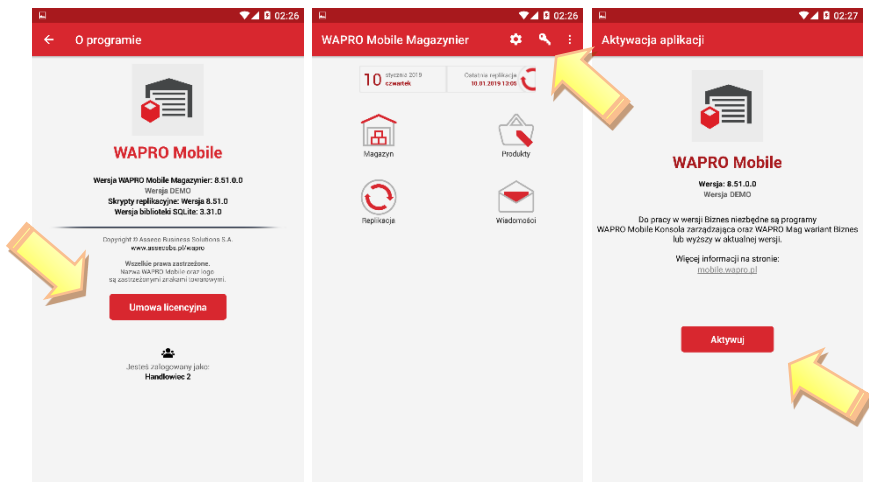 02:26
O programie
WAPRO Mobile
Wersja WAPRO Mobile Magazynier: 8.51.0.0
Wersja DEMO
Skrypty replikacyjne: Wersja 8.51.0
Wersja biblioteki SQLite: 3.31.0
Copyright © Asseco Business Solutions S.A.
www.assecobs.pl/wapro
Wszelkie prawa zastrzeżone.
Nazwa WAPRO Mobile oraz logo
są zastrzeżonymi znakami towarowymi.
Umowa licencyjna
Jesteś zalogowany jako:
Handlowiec 2
02:26
WAPRO Mobile Magazynier
10 stycznia 2019
czwartek
Ostatnia replikacja
10.01.2019 13:05
Magazyn
Produkty
Replikacja
Wiadomości
02:27
Aktywacja aplikacji
WAPRO Mobile
Wersja: 8.51.0.0
Wersja DEMO
Do pracy w wersji Biznes niezbędne są programy
WAPRO Mobile Konsola zarządzająca oraz WAPRO Mag wariant Biznes
lub wyższy w aktualnej wersji.
Więcej informacji na stronie:
mobile.wapro.pl
Aktywuj